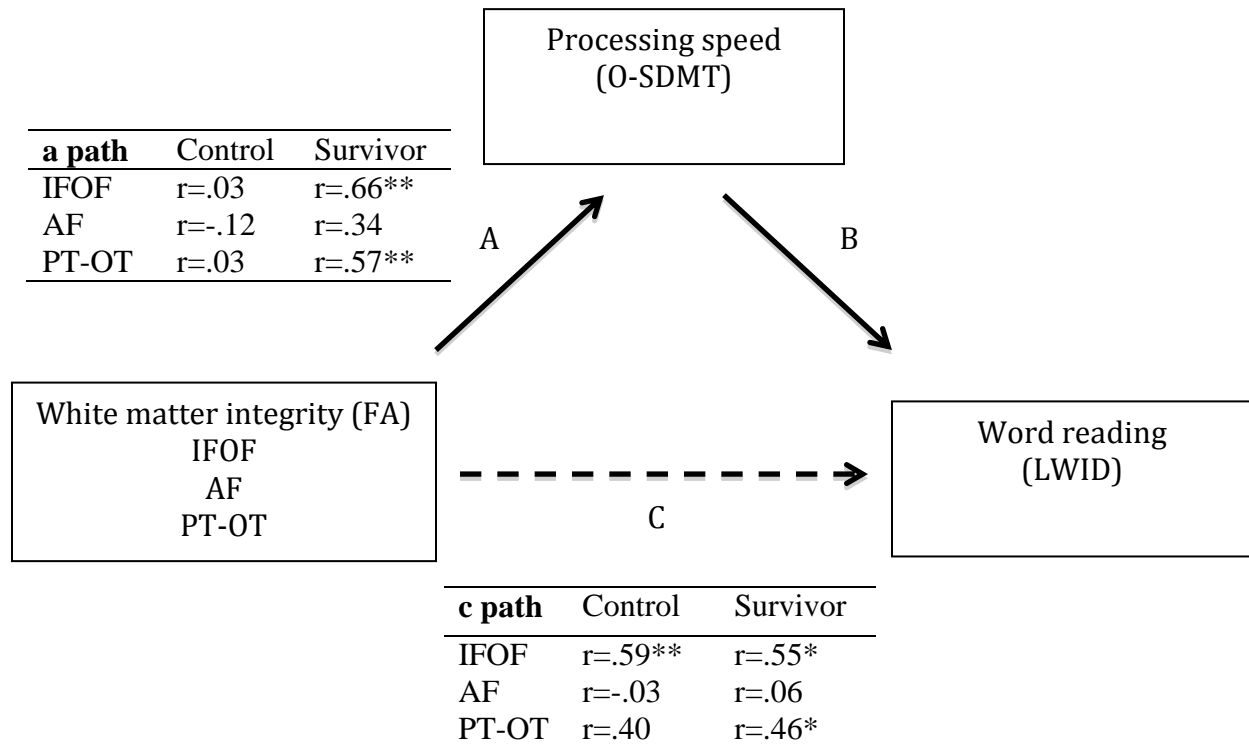 Processing speed
(O-SDMT)
a path Control Survivor
IFOF r=.03 r=.66**
AF r=-.12 r=.34
PT-OT r=.03 r=.57**
A
B
White matter integrity (FA)
IFOF
AF
PT-OT
Word reading
(LWID)
C
c path Control Survivor
IFOF r=.59** r=.55*
AF r=-.03 r=.06
PT-OT r=.40 r=.46*